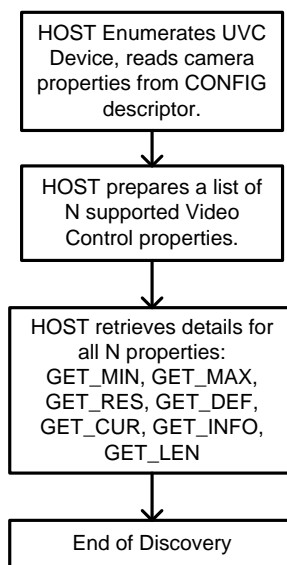 HOST Enumerates UVC
Device, reads camera
properties from CONFIG
descriptor.
HOST prepares a list of
N supported Video
Control properties.
HOST retrieves details for
all N properties:
GET_MIN, GET_MAX,
GET_RES, GET_DEF,
GET_CUR, GET_INFO,
GET_LEN
End of Discovery